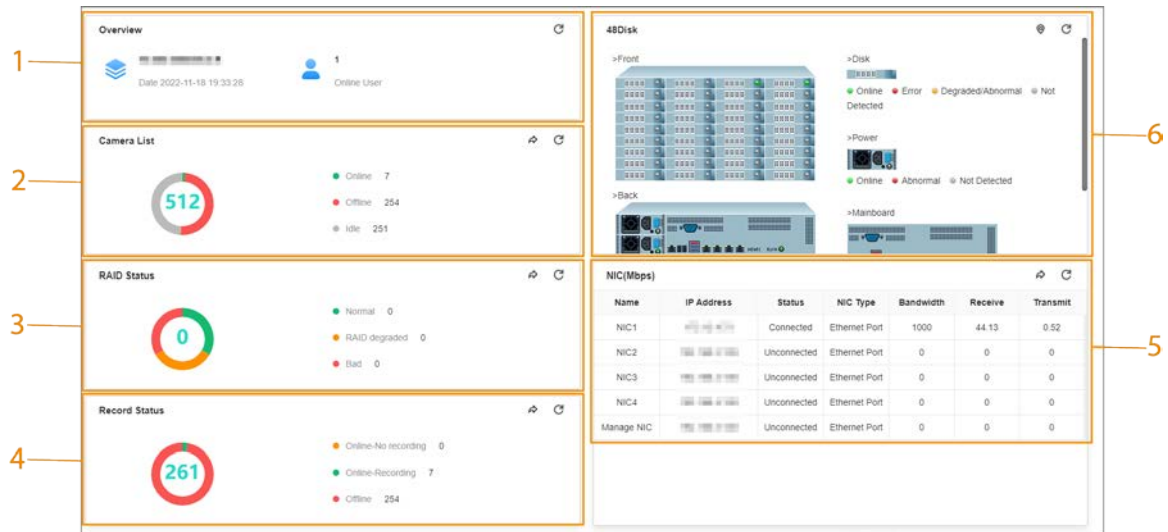 1
Overview
Date 2022-11-18 19:33:28
1
Online User
2
Camera List
512
Online 7
Offline 254
Idle 251
3
RAID Status
0
Normal 0
RAID degraded 0
Bad 0
4
Record Status
261
Online-No recording 0
Online-Recording 7
Offline 254
6
48Disk
>Front
>Back
>Disk
Online Error Degraded/Abnormal Not
Detected
>Power
Online Abnormal Not Detected
>Mainboard
5
NIC(Mbps)
Name IP Address Status NIC Type Bandwidth Receive Transmit
NIC1 Connected Ethernet Port 1000 44.13 0.52
NIC2 Unconnected Ethernet Port 0 0 0
NIC3 Unconnected Ethernet Port 0 0 0
NIC4 Unconnected Ethernet Port 0 0 0
Manage NIC Unconnected Ethernet Port 0 0 0